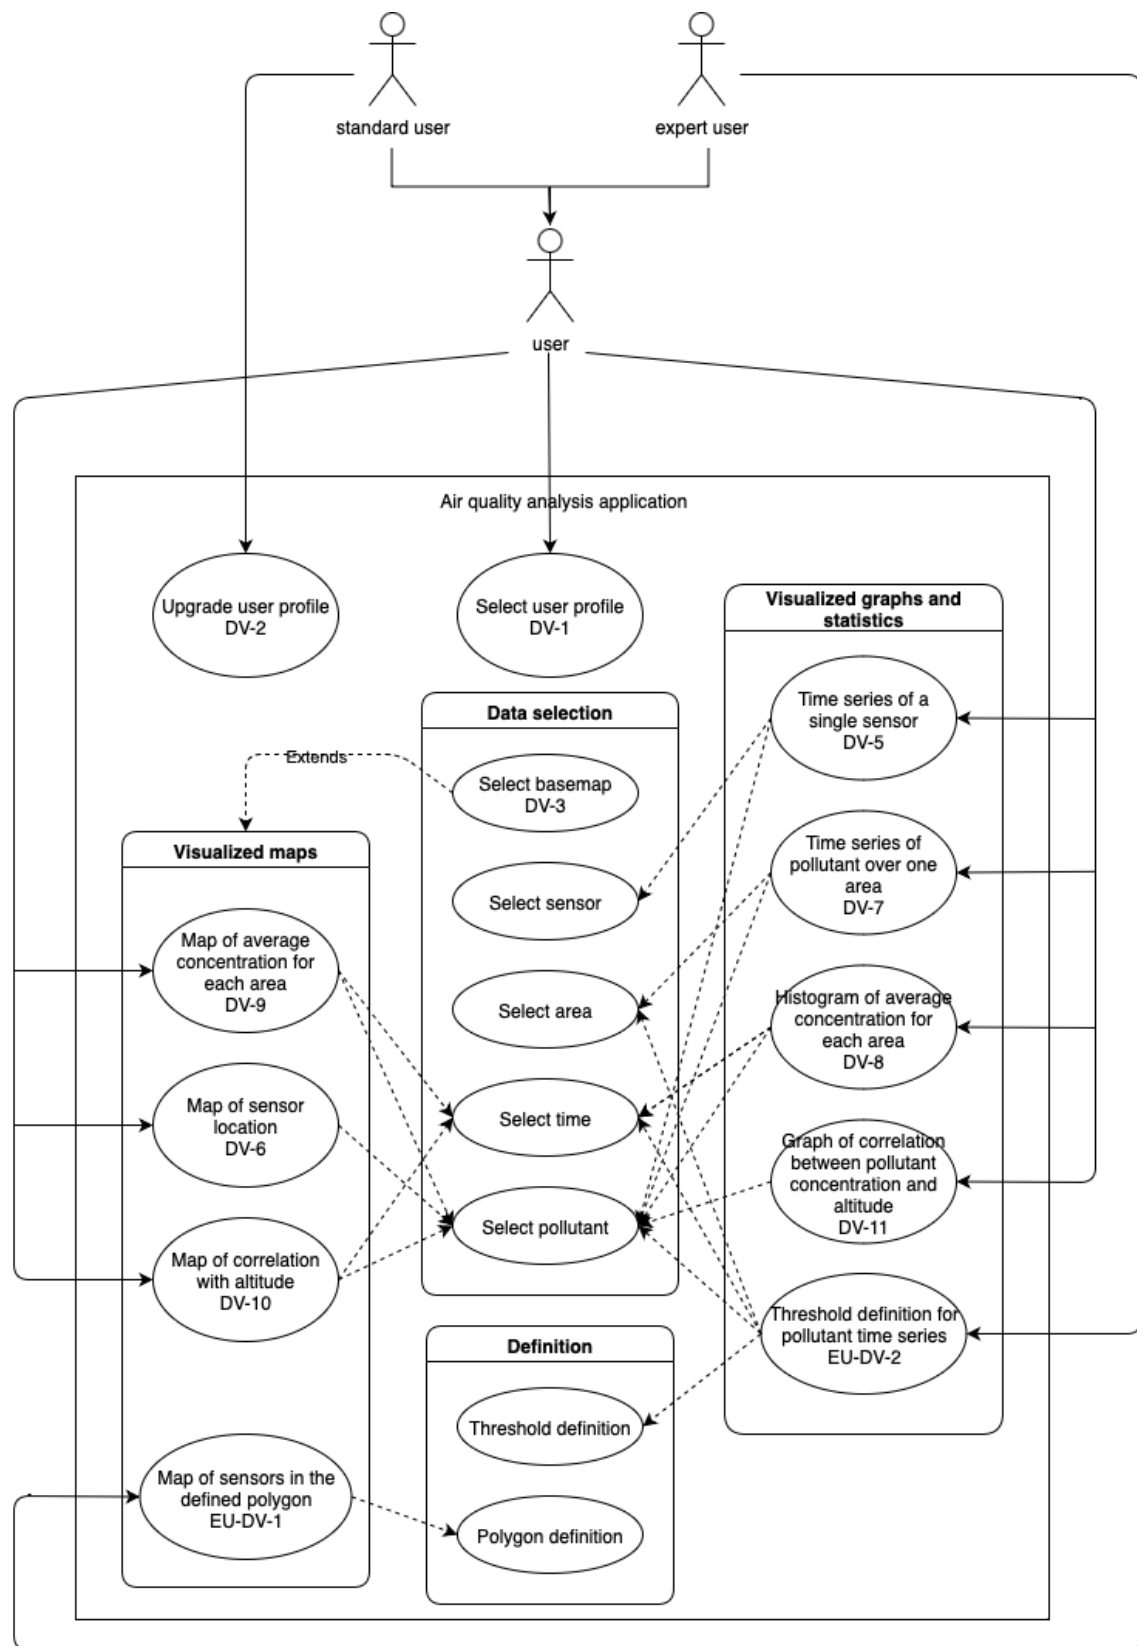 standard user
expert user
user
Air quality analysis application
Upgrade user profile
DV-2
Select user profile
DV-1
Visualized graphs and
statistics
Time series of a
single sensor
DV-5
Time series of
pollutant over one
area
DV-7
Histogram of average
concentration for
each area
DV-8
Graph of correlation
between pollutant
concentration and
altitude
DV-11
Threshold definition for
pollutant time series
EU-DV-2
Data selection
Select basemap
DV-3
Select sensor
Select area
Select time
Select pollutant
Extends
Visualized maps
Map of average
concentration for
each area
DV-9
Map of sensor
location
DV-6
Map of correlation
with altitude
DV-10
Map of sensors in the
defined polygon
EU-DV-1
Definition
Threshold definition
Polygon definition